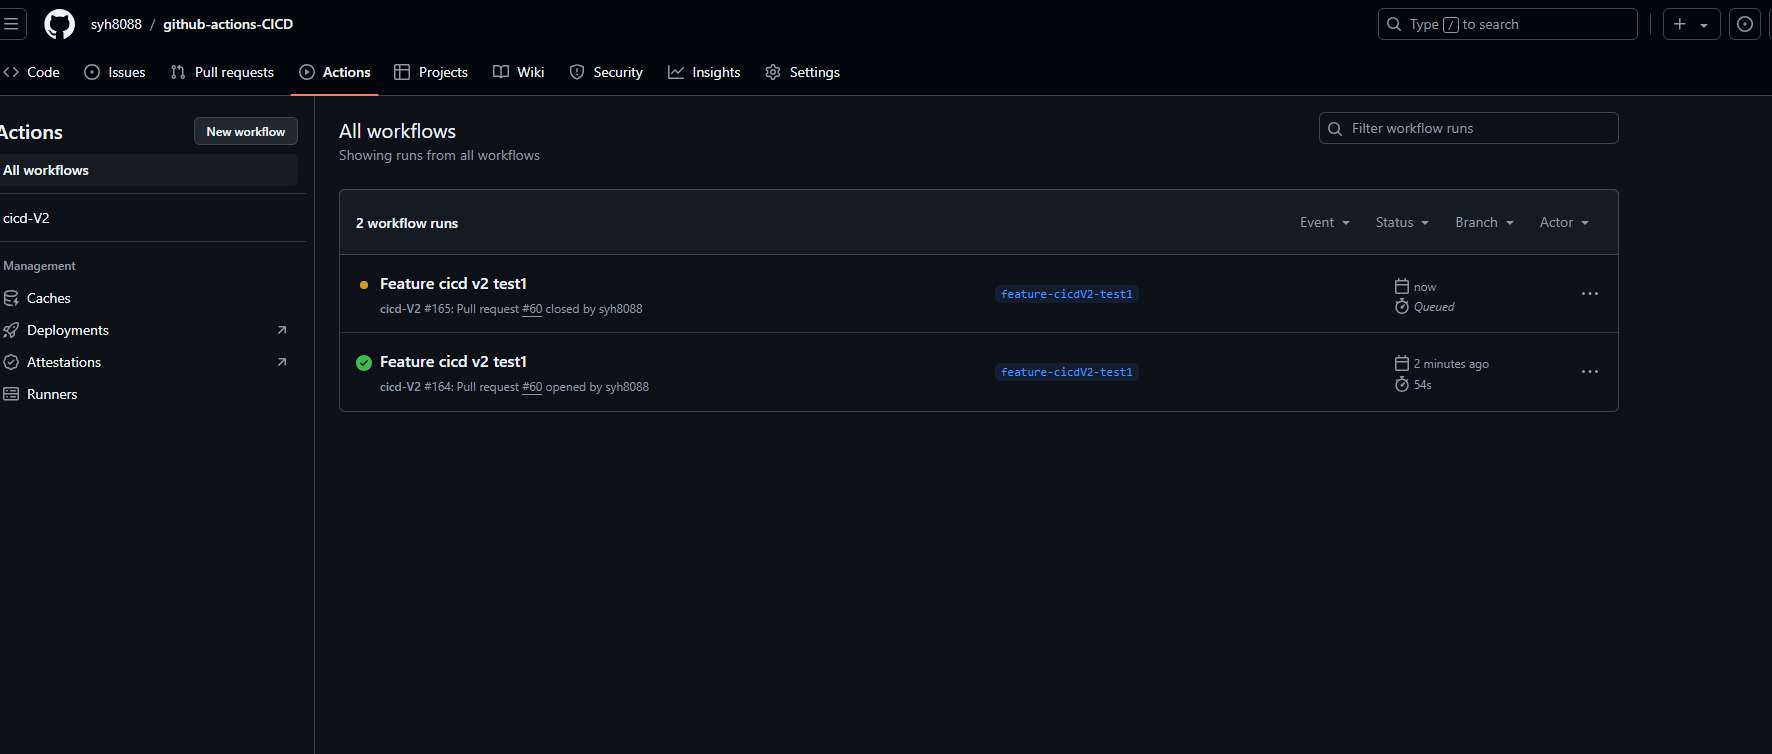 syh8088 / github-actions-CICD
Type / to search
Code
Issues
Pull requests
Actions
Projects
Wiki
Security
Insights
Settings
Actions
New workflow
All workflows
cicd-V2
Management
Caches
Deployments
Attestations
Runners
All workflows
Showing runs from all workflows
Filter workflow runs
2 workflow runs
Event
Status
Branch
Actor
Feature cicd v2 test1
cicd-V2 #165: Pull request #60 closed by syh8088
feature-cicdV2-test1
now
Queued
Feature cicd v2 test1
cicd-V2 #164: Pull request #60 opened by syh8088
feature-cicdV2-test1
2 minutes ago
54s